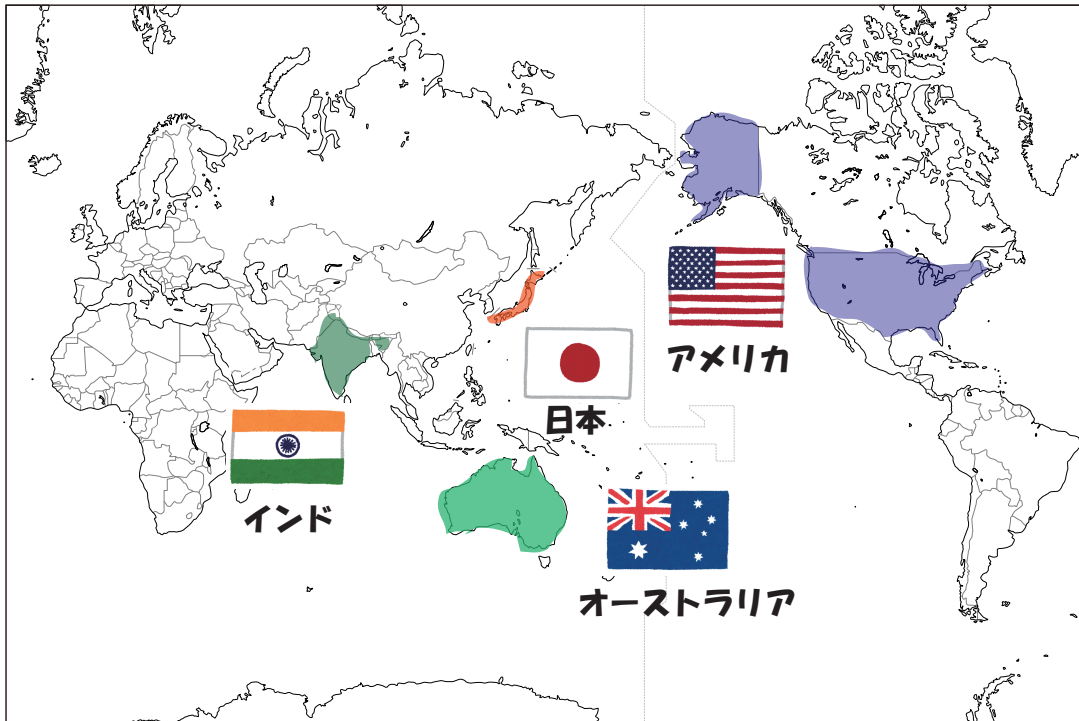 アメリカ
日本
インド
オーストラリア